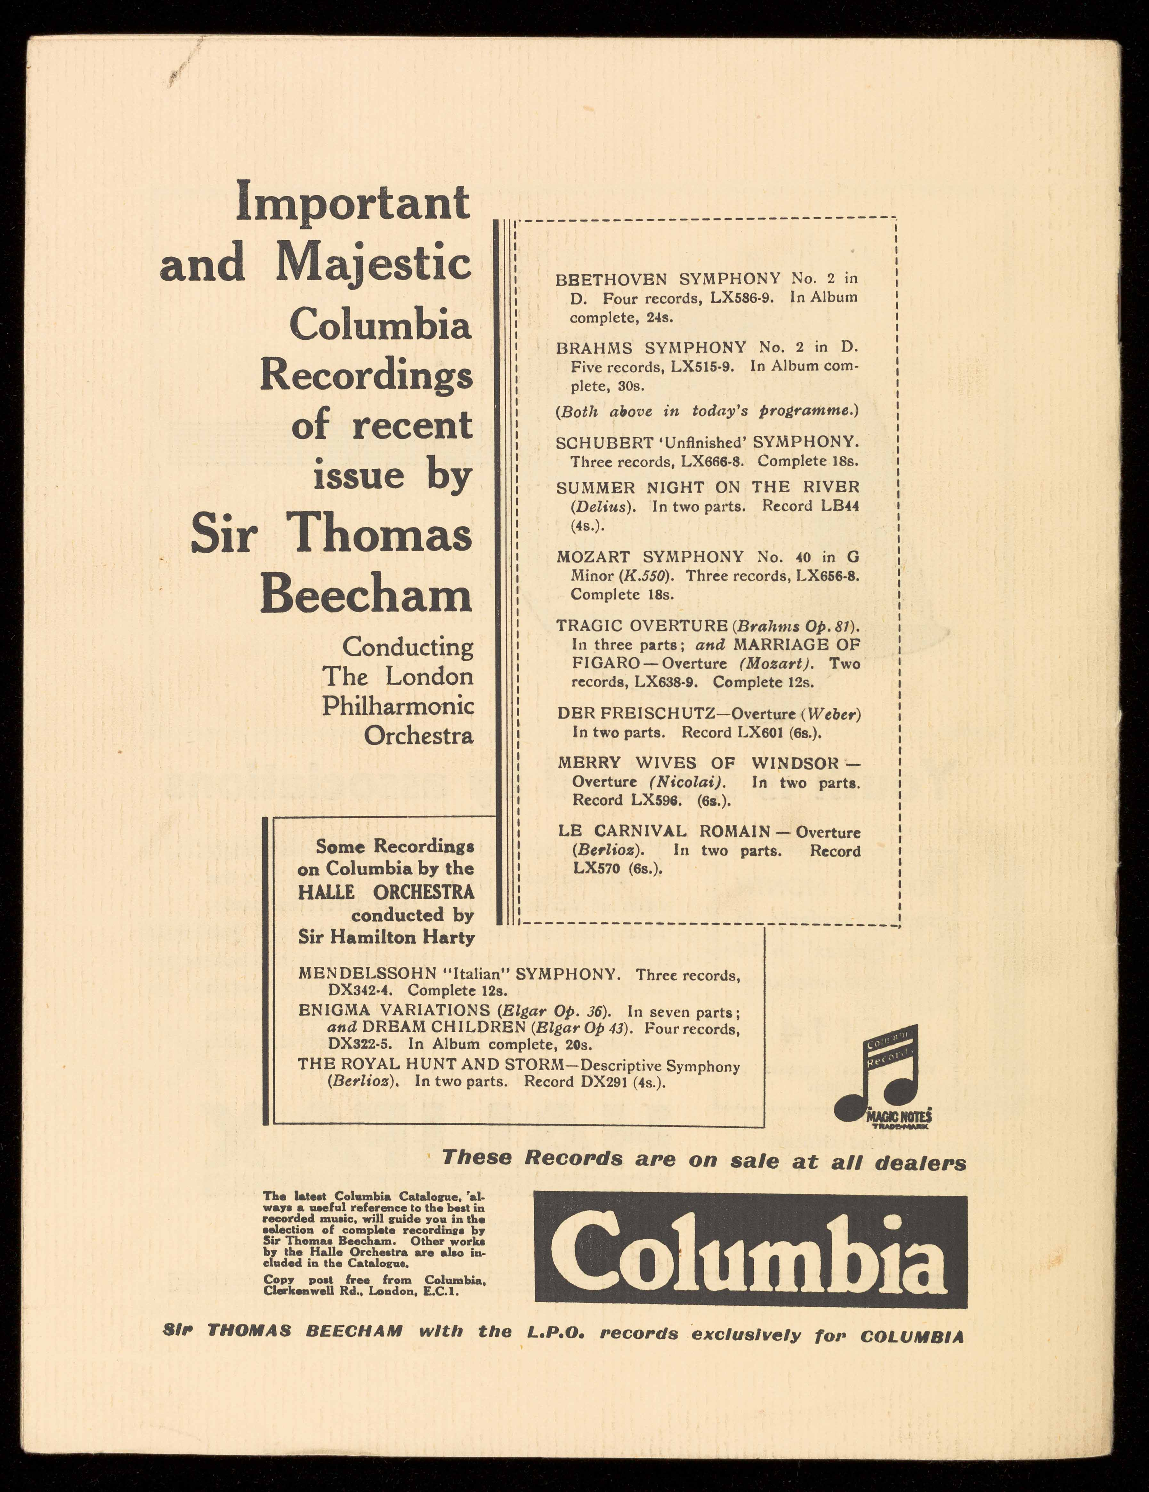 Important
and Majestic
Columbia
Recordings
of recent
issue by
Sir Thomas
Beecham
Conducting
The London
Philharmonic
Orchestra
BEETHOVEN SYMPHONY No. 2 in
D. Four records, LX586-9. In Album
complete, 24s.
BRAHMS SYMPHONY No. 2 in D.
Five records, LX515-9. In Album com-
plete, 30s.
(Both above in today's programme.)
SCHUBERT 'Unfinished' SYMPHONY.
Three records, LX666-8. Complete 18s.
SUMMER NIGHT ON THE RIVER
(Delius). In two parts. Record LB44
(4s.).
MOZART SYMPHONY No. 40 in G
Minor (K.550). Three records, LX656-8.
Complete 18s.
TRAGIC OVERTURE (Brahms Op. 81).
In three parts; and MARRIAGE OF
FIGARO—Overture (Mozart). Two
records, LX638-9. Complete 12s.
DER FREISCHUTZ—Overture (Weber)
In two parts. Record LX601 (6s.).
MERRY WIVES OF WINDSOR —
Overture (Nicolai). In two parts.
Record LX596. (6s.).
LE CARNIVAL ROMAIN — Overture
(Berlioz). In two parts. Record
LX570 (6s.).
Some Recordings
on Columbia by the
HALLE ORCHESTRA
conducted by
Sir Hamilton Harty
MENDELSSOHN "Italian" SYMPHONY. Three records,
DX342-4. Complete 12s.
ENIGMA VARIATIONS (Elgar Op. 36). In seven parts;
and DREAM CHILDREN (Elgar Op 43). Four records,
DX322-5. In Album complete, 20s.
THE ROYAL HUNT AND STORM—Descriptive Symphony
(Berlioz). In two parts. Record DX291 (4s.).
Records
"MAGIC NOTES"
TRADE-MARK
These Records are on sale at all dealers
The latest Columbia Catalogue, 'al-
ways a useful reference to the best in
recorded music, will guide you in the
selection of complete recordings by
Sir Thomas Beecham. Other works
by the Halle Orchestra are also in-
cluded in the Catalogue.
Copy post free from Columbia,
Clerkenwell Rd., London, E.C.1.
Columbia
Sir THOMAS BEECHAM with the L.P.O. records exclusively for COLUMBIA